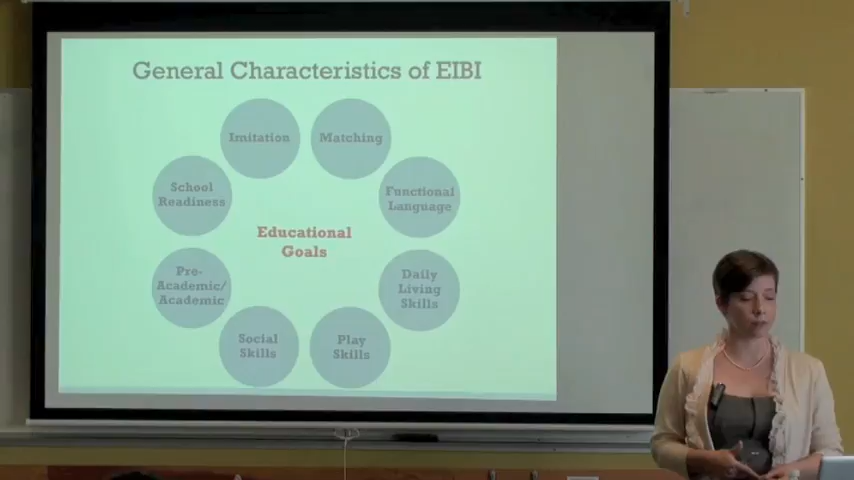 General Characteristics of EIBI
Imitation
Matching
School
Readiness
Functional
Language
Educational
Goals
Pre-
Academic/
Academic
Daily
Living
Skills
Social
Skills
Play
Skills